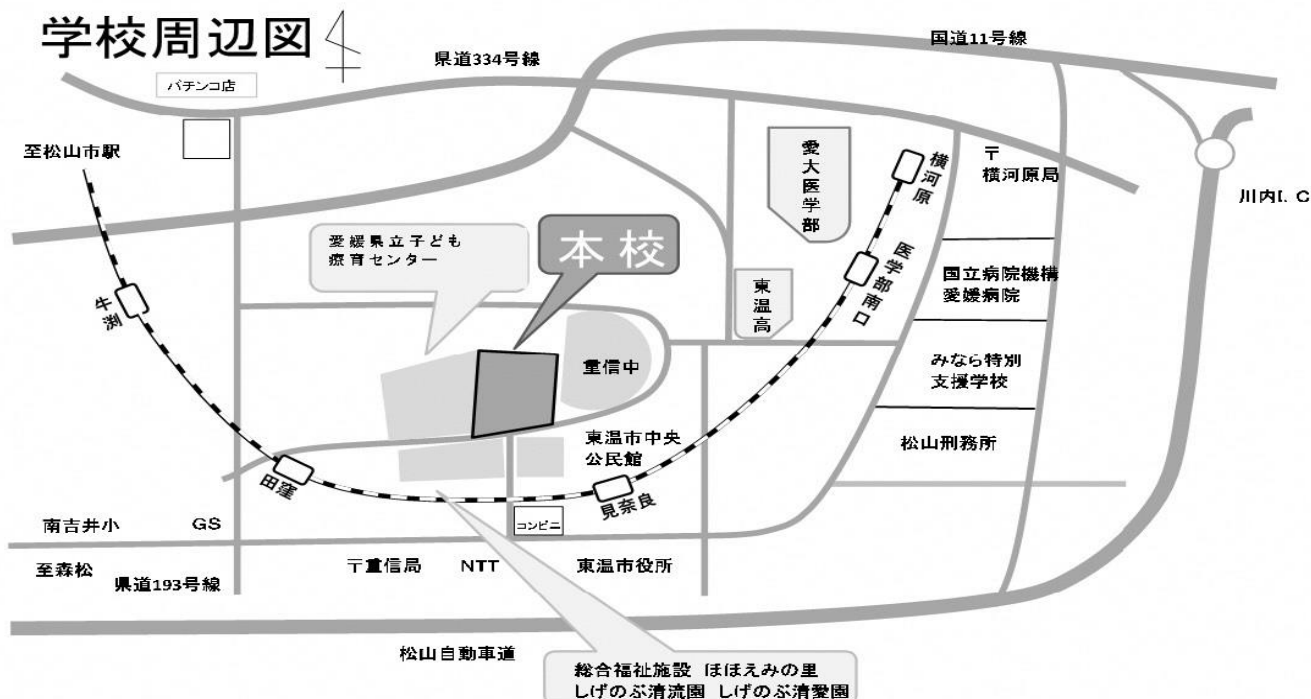 学校周辺図
国道11号線
県道334号線
パチンコ店
至松山市駅
愛大医学部
横河原
〒
横河原局
川内I.C
愛媛県立子ども
療育センター
本校
医学部南口
国立病院機構
愛媛病院
牛渕
東温高
重信中
みなら特別
支援学校
東温市中央
公民館
松山刑務所
田窪
見奈良
南吉井小
GS
コンビニ
至森松
県道193号線
〒重信局
NTT
東温市役所
松山自動車道
総合福祉施設 ほほえみの里
しげのぶ清流園 しげのぶ清愛園